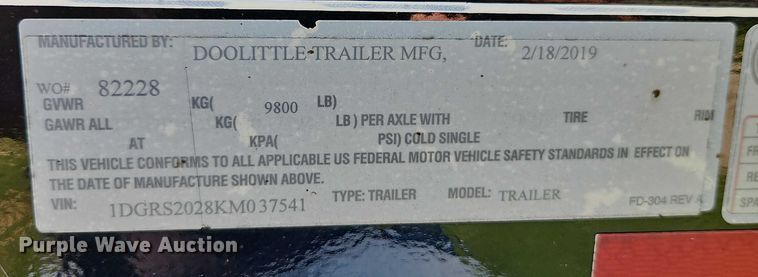 MANUFACTURED BY: DOOLITTLE TRAILER MFG, DATE: 2/18/2019
WO# 82228
GVWR KG( 9800 LB)
GAWR ALL KG( LB) PER AXLE WITH TIRE RIM
AT KPA( PSI) COLD SINGLE
THIS VEHICLE CONFORMS TO ALL APPLICABLE US FEDERAL MOTOR VEHICLE SAFETY STANDARDS IN EFFECT ON
THE DATE OF MANUFACTURE SHOWN ABOVE.
VIN: 1DGRS2028KM037541 TYPE: TRAILER MODEL: TRAILER
FD-304 REV A
Purple Wave Auction